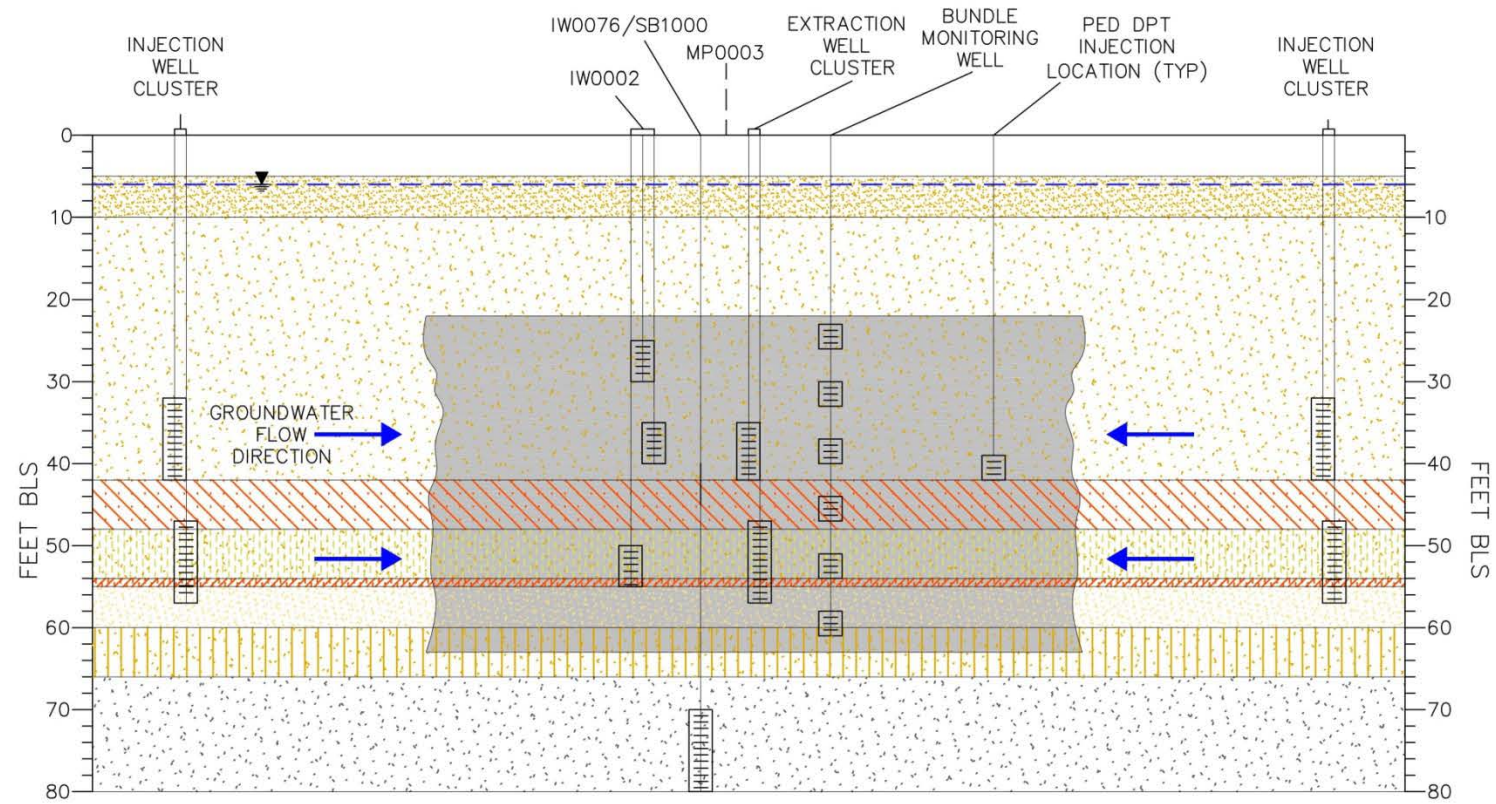 INJECTION
WELL
CLUSTER
IW0002
IW0076/SB1000
MP0003
EXTRACTION
WELL
CLUSTER
BUNDLE
MONITORING
WELL
PED DPT
INJECTION
LOCATION (TYP)
INJECTION
WELL
CLUSTER
0
10
20
30
40
50
60
70
80
FEET BLS
GROUNDWATER
FLOW
DIRECTION
10
20
30
40
50
60
70
80
FEET BLS